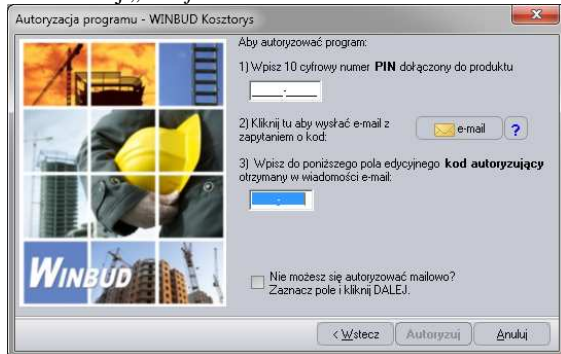 Autoryzacja programu - WINBUD Kosztorys
Aby autoryzować program:
1) Wpisz 10 cyfrowy numer PIN dołączony do produktu
2) Kliknij tu aby wysłać e-mail z
zapytaniem o kod:
e-mail
?
3) Wpisz do poniższego pola edycyjnego kod autoryzujący
otrzymany w wiadomości e-mail:
WINBUD
Nie możesz się autoryzować mailowo?
Zaznacz pole i kliknij DALEJ.
< Wstecz
Autoryzuj
Anuluj